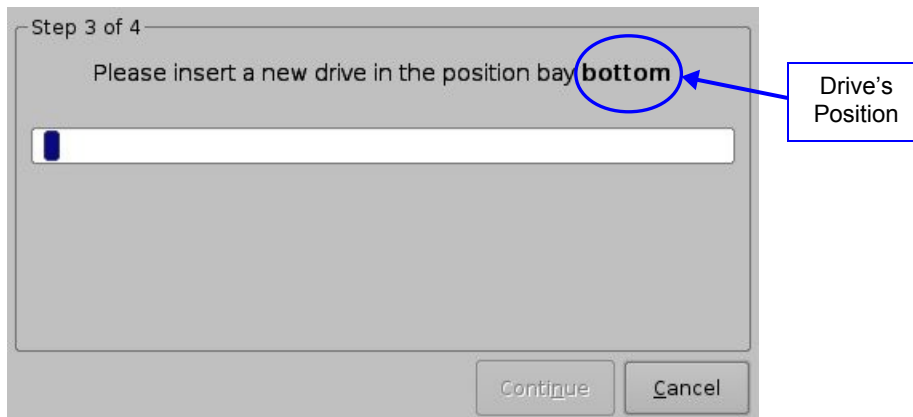 Step 3 of 4
Please insert a new drive in the position bay bottom
Drive's
Position
Continue
Cancel